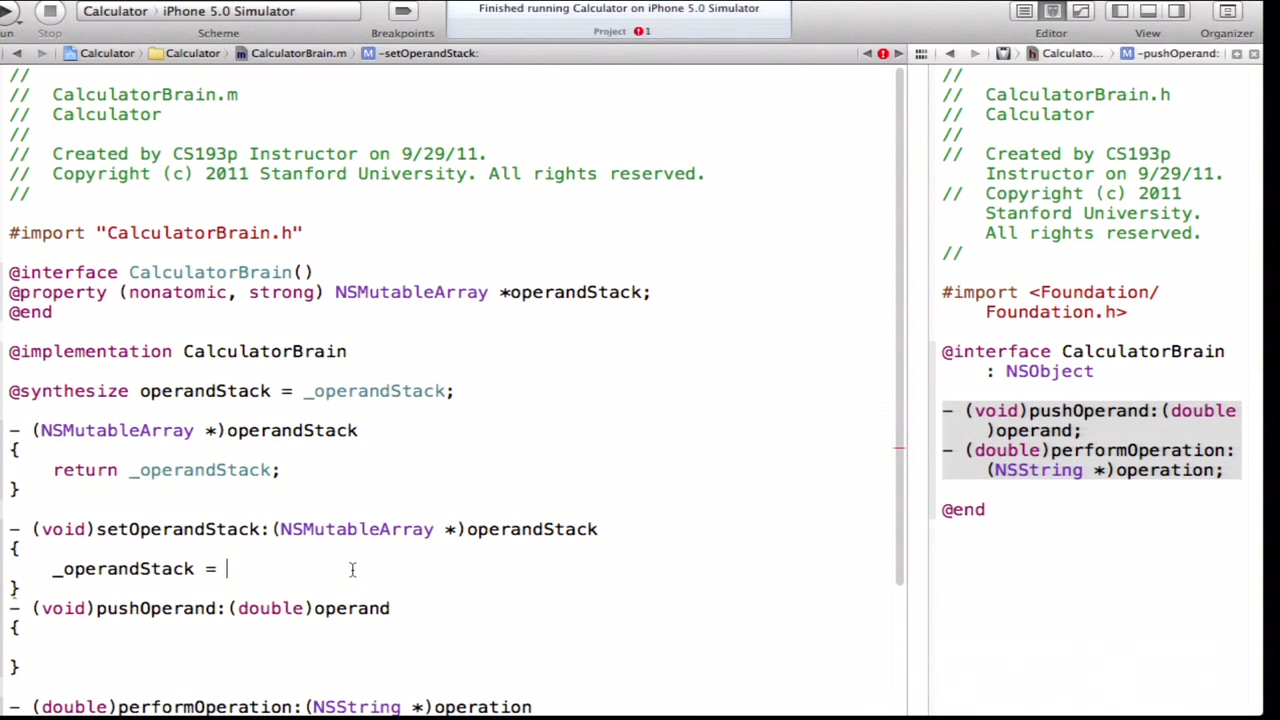 Calculator › iPhone 5.0 Simulator
Finished running Calculator on iPhone 5.0 Simulator
Project 1
un Stop Scheme Breakpoints Editor View Organizer
Calculator › Calculator › CalculatorBrain.m › M -setOperandStack:
h Calculato... › M -pushOperand:
//
//  CalculatorBrain.m
//  Calculator
//
//  Created by CS193p Instructor on 9/29/11.
//  Copyright (c) 2011 Stanford University. All rights reserved.
//
#import "CalculatorBrain.h"
@interface CalculatorBrain()
@property (nonatomic, strong) NSMutableArray *operandStack;
@end
@implementation CalculatorBrain
@synthesize operandStack = _operandStack;
- (NSMutableArray *)operandStack
{
    return _operandStack;
}
- (void)setOperandStack:(NSMutableArray *)operandStack
{
    _operandStack =
}
- (void)pushOperand:(double)operand
{
}
- (double)performOperation:(NSString *)operation
//
//  CalculatorBrain.h
//  Calculator
//
//  Created by CS193p
Instructor on 9/29/11.
//  Copyright (c) 2011
Stanford University.
All rights reserved.
//
#import <Foundation/
Foundation.h>
@interface CalculatorBrain
: NSObject
- (void)pushOperand:(double
)operand;
- (double)performOperation:
(NSString *)operation;
@end